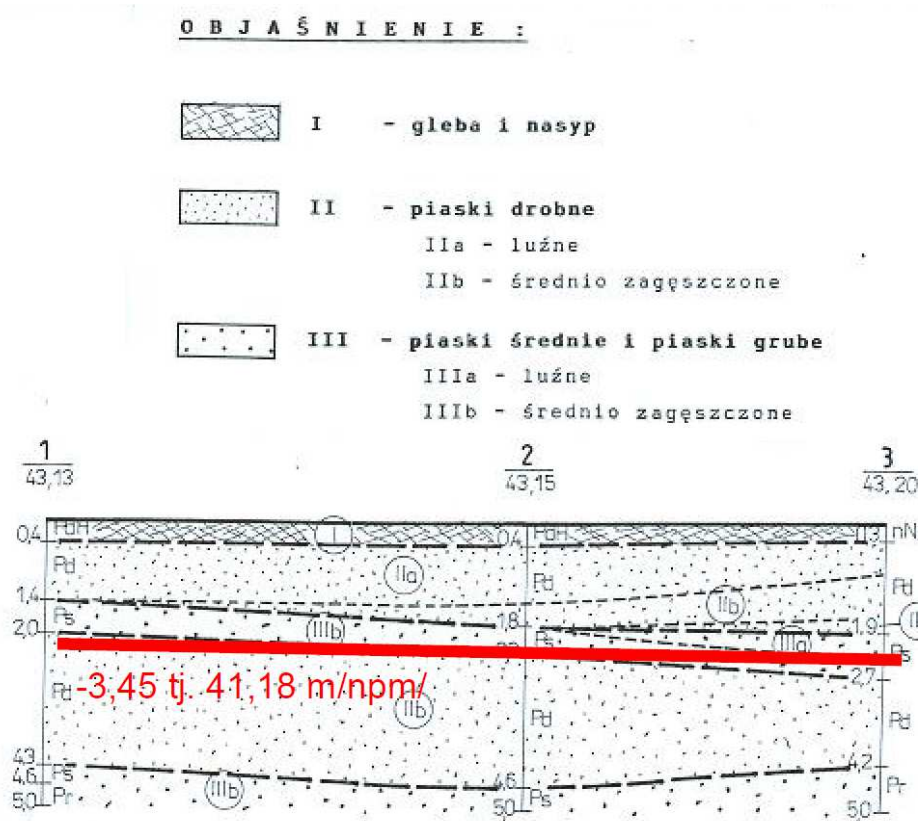 O B J A Ś N I E N I E :
I - gleba i nasyp
II - piaski drobne
IIa - luźne
IIb - średnio zagęszczone
III - piaski średnie i piaski grube
IIIa - luźne
IIIb - średnio zagęszczone
1 2 3
43,13 43,15 43,20
0,4 PdH I 0,4 PdH 0,3 nN
Pd IIa Pd IIb Pd
1,4 Ps IIIb 1,8 Ps IIIa 1,9 Ps
2,0 2,7
-3,45 tj. 41,18 m/npm/
Pd IIb Pd Pd
4,3 Ps 4,2
4,6 IIIb 4,6 Ps Pr
5,0 Pr 5,0 5,0